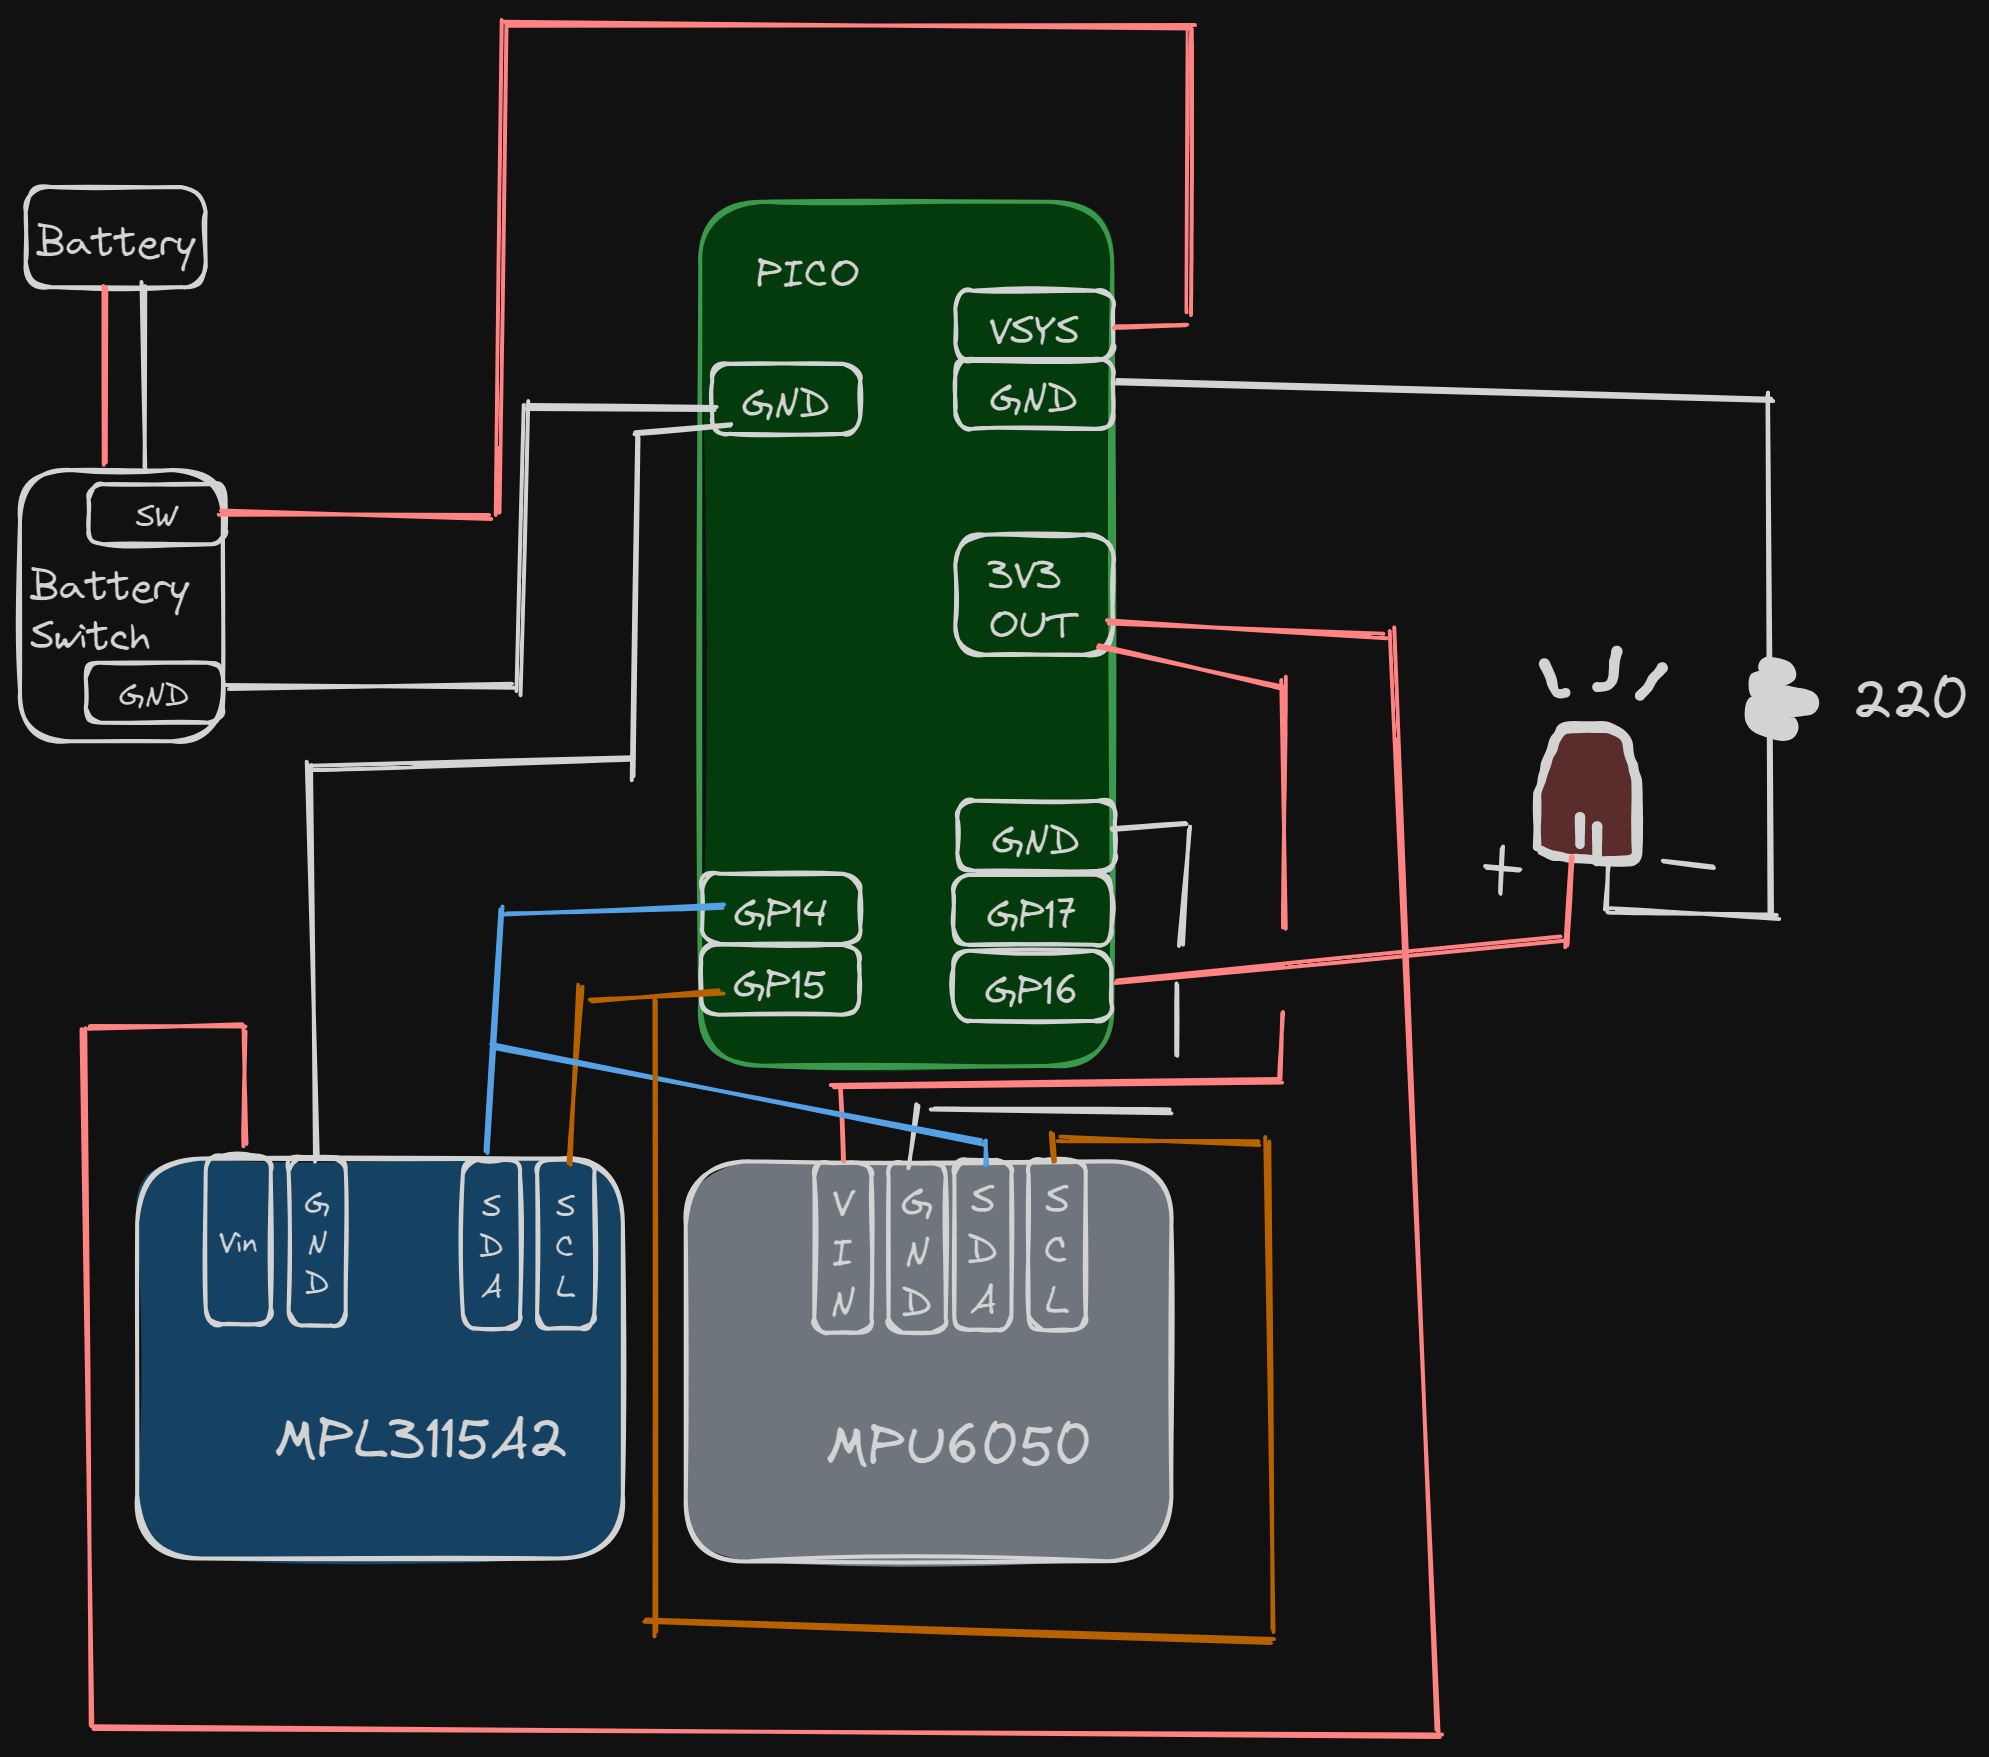 Battery
SW
Battery
Switch
GND
PICO
VSYS
GND
GND
3V3
OUT
GND
GP14
GP17
GP15
GP16
220
+
-
Vin
GND
SDA
SCL
MPL3115A2
VIN
GND
SDA
SCL
MPU6050